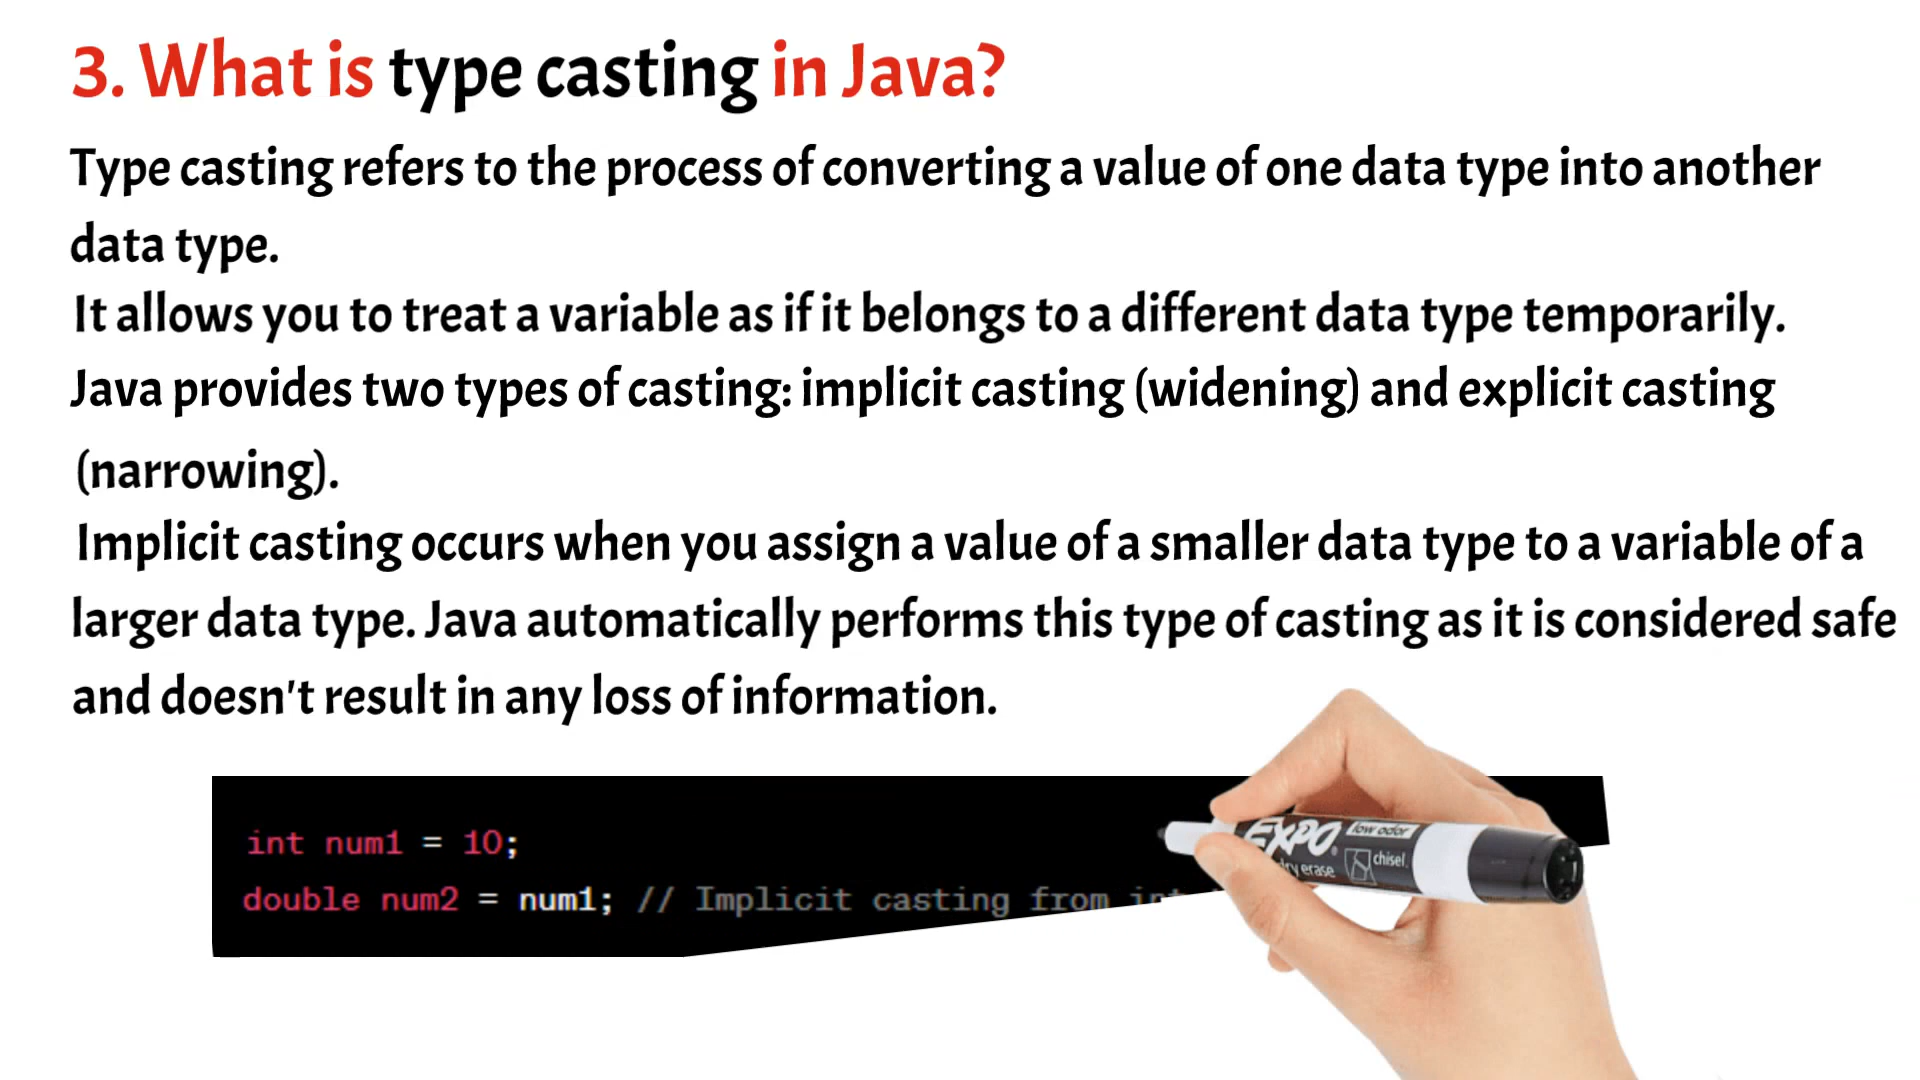 3. What is type casting in Java?
Type casting refers to the process of converting a value of one data type into another
data type.
It allows you to treat a variable as if it belongs to a different data type temporarily.
Java provides two types of casting: implicit casting (widening) and explicit casting
(narrowing).
Implicit casting occurs when you assign a value of a smaller data type to a variable of a
larger data type. Java automatically performs this type of casting as it is considered safe
and doesn't result in any loss of information.
int num1 = 10;
double num2 = num1; // Implicit casting from
EXPO low odor
chisel
dry erase